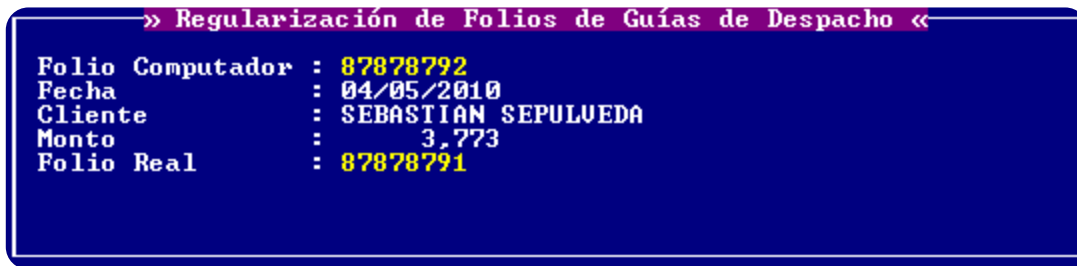 » Regularización de Folios de Guías de Despacho «
Folio Computador : 87878792
Fecha : 04/05/2010
Cliente : SEBASTIAN SEPULVEDA
Monto : 3,773
Folio Real : 87878791